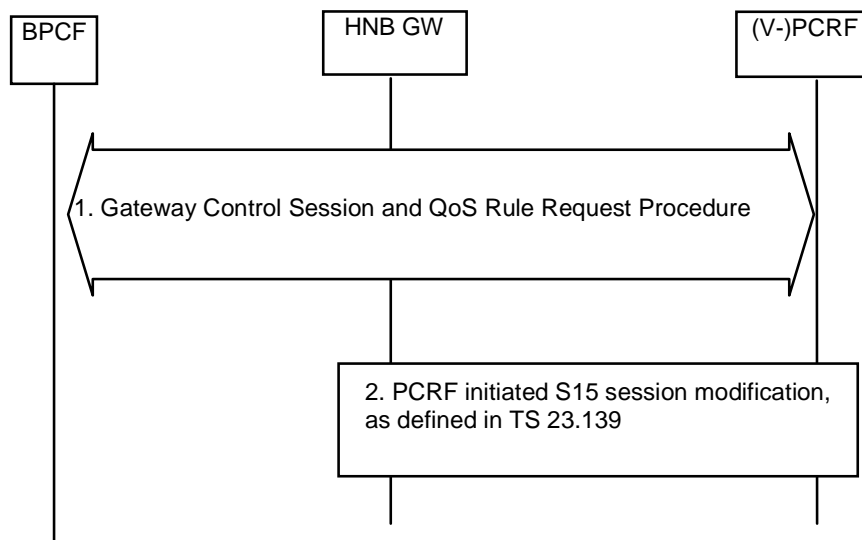 BPCF
HNB GW
(V-)PCRF
1. Gateway Control Session and QoS Rule Request Procedure
2. PCRF initiated S15 session modification,
as defined in TS 23.139